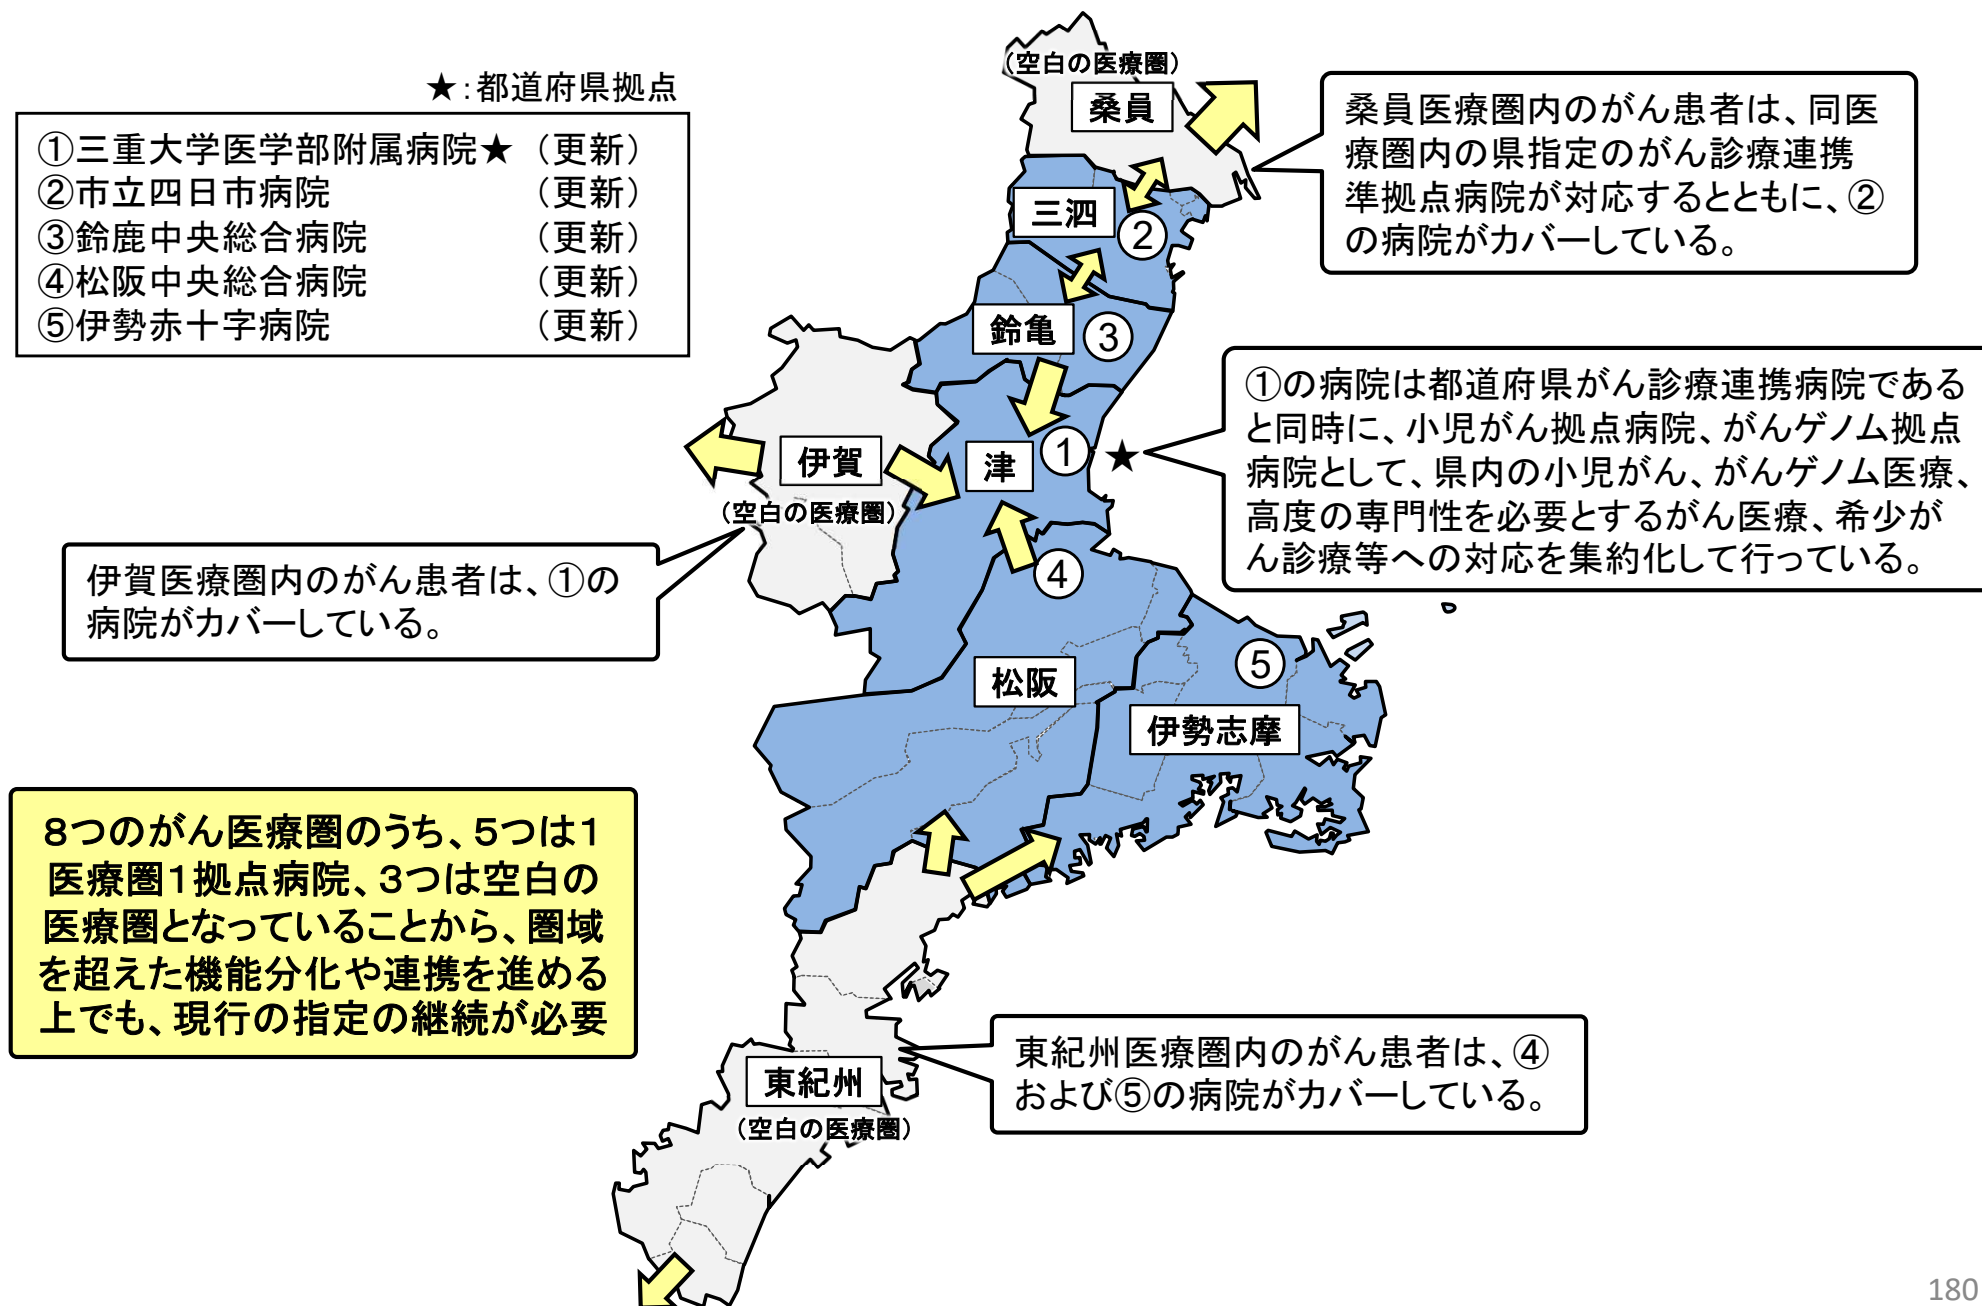 ★：都道府県拠点
①三重大学医学部附属病院★（更新）
②市立四日市病院（更新）
③鈴鹿中央総合病院（更新）
④松阪中央総合病院（更新）
⑤伊勢赤十字病院（更新）
（空白の医療圏）
桑員
桑員医療圏内のがん患者は、同医
療圏内の県指定のがん診療連携
準拠点病院が対応するとともに、②
の病院がカバーしている。
三泗
②
鈴亀
③
①の病院は都道府県がん診療連携病院である
と同時に、小児がん拠点病院、がんゲノム拠点
病院として、県内の小児がん、がんゲノム医療、
高度の専門性を必要とするがん医療、希少が
ん診療等への対応を集約化して行っている。
津
①
★
伊賀
（空白の医療圏）
伊賀医療圏内のがん患者は、①の
病院がカバーしている。
④
松阪
⑤
伊勢志摩
８つのがん医療圏のうち、５つは１
医療圏１拠点病院、３つは空白の
医療圏となっていることから、圏域
を超えた機能分化や連携を進める
上でも、現行の指定の継続が必要
東紀州医療圏内のがん患者は、④
および⑤の病院がカバーしている。
東紀州
（空白の医療圏）
180